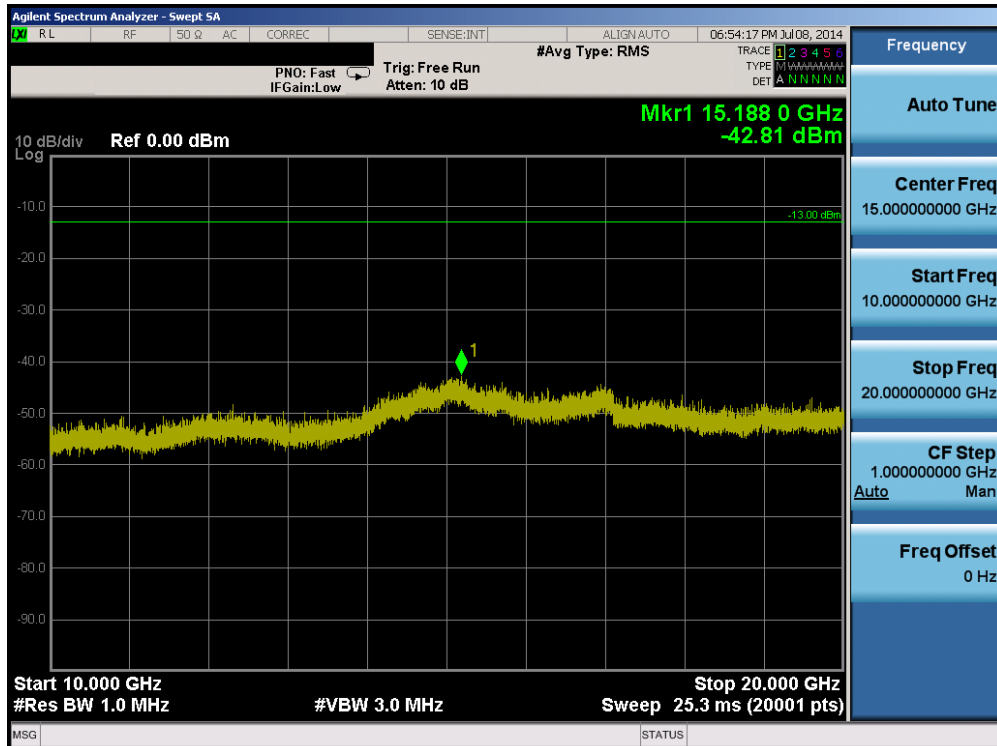 Agilent Spectrum Analyzer - Swept SA
LXI RL RF 50 Ω AC CORREC SENSE:INT ALIGN AUTO 06:54:17 PM Jul 08, 2014
Frequency
#Avg Type: RMS
TRACE 1 2 3 4 5 6
PNO: Fast
Trig: Free Run
TYPE MWWWWW
IFGain:Low
Atten: 10 dB
DET A N N N N N
Auto Tune
Mkr1 15.188 0 GHz
-42.81 dBm
10 dB/div
Ref 0.00 dBm
Log
Center Freq
15.000000000 GHz
-10.0
-13.00 dBm
-20.0
Start Freq
10.000000000 GHz
-30.0
-40.0
1
Stop Freq
20.000000000 GHz
-50.0
-60.0
CF Step
1.000000000 GHz
Auto Man
-70.0
-80.0
Freq Offset
0 Hz
-90.0
Start 10.000 GHz
Stop 20.000 GHz
#Res BW 1.0 MHz
#VBW 3.0 MHz
Sweep 25.3 ms (20001 pts)
MSG
STATUS